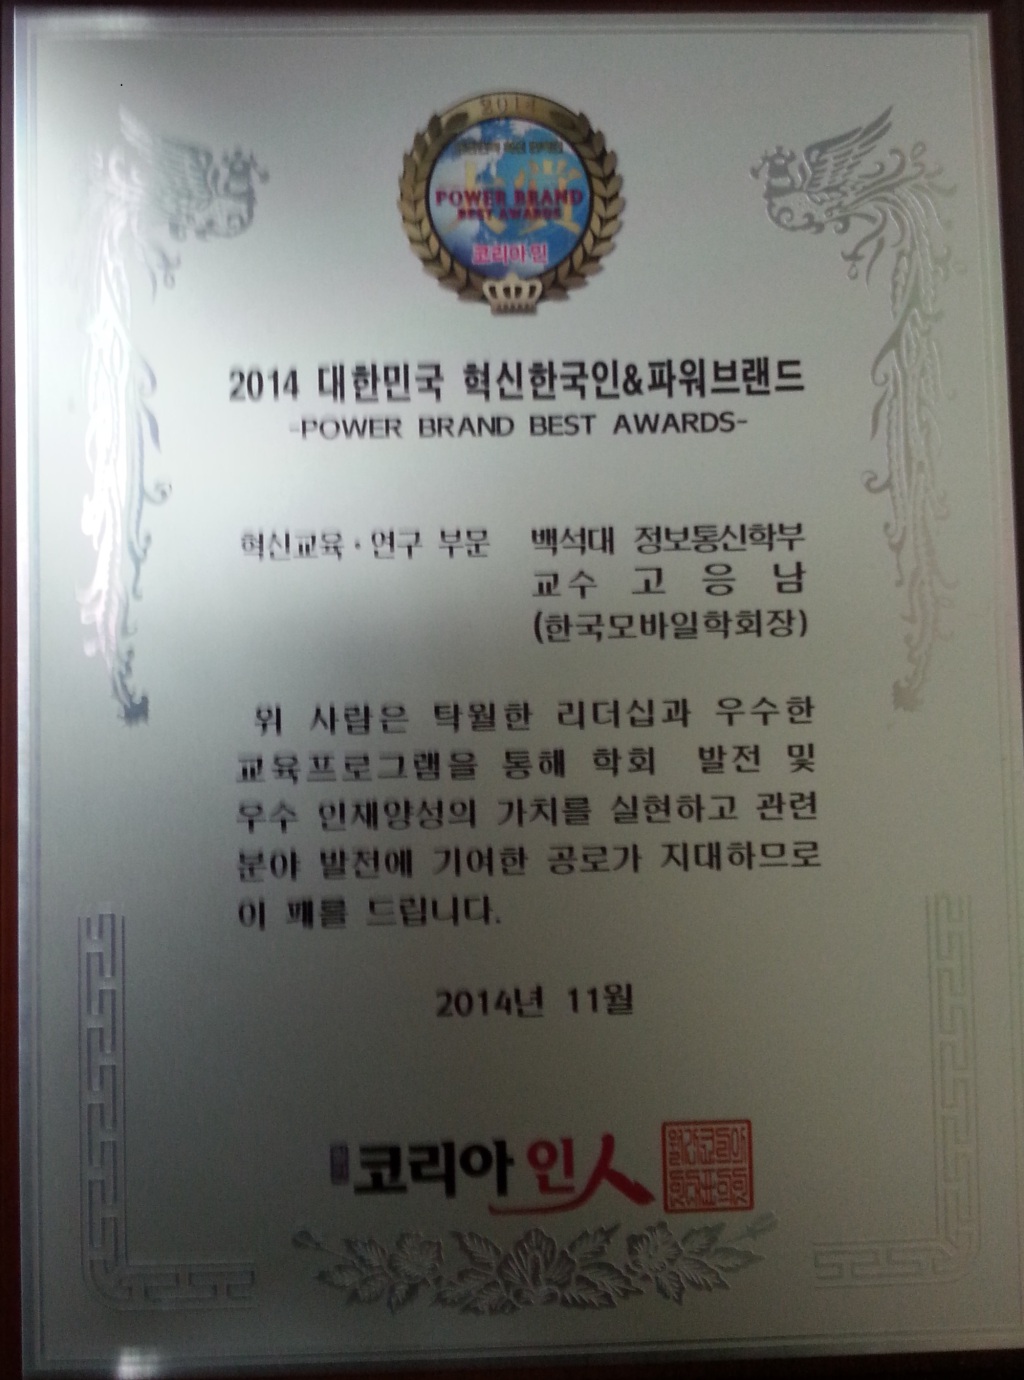 2014
POWER BRAND
BEST AWARDS
코리아인
2014 대한민국 혁신한국인&파워브랜드
-POWER BRAND BEST AWARDS-
혁신교육·연구 부문 백석대 정보통신학부
교수 고응남
(한국모바일학회장)
위 사람은 탁월한 리더십과 우수한
교육프로그램을 통해 학회 발전 및
우수 인재양성의 가치를 실현하고 관련
분야 발전에 기여한 공로가 지대하므로
이 패를 드립니다.
2014년 11월
코리아 인人